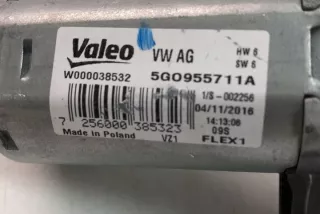 Valeo VW AG HW 6
SW 6
W000038532 5G0955711A
1/S-002256
04/11/2016
14:13:06
7 256000 385323 09S
Made in Poland VZ1 FLEX1